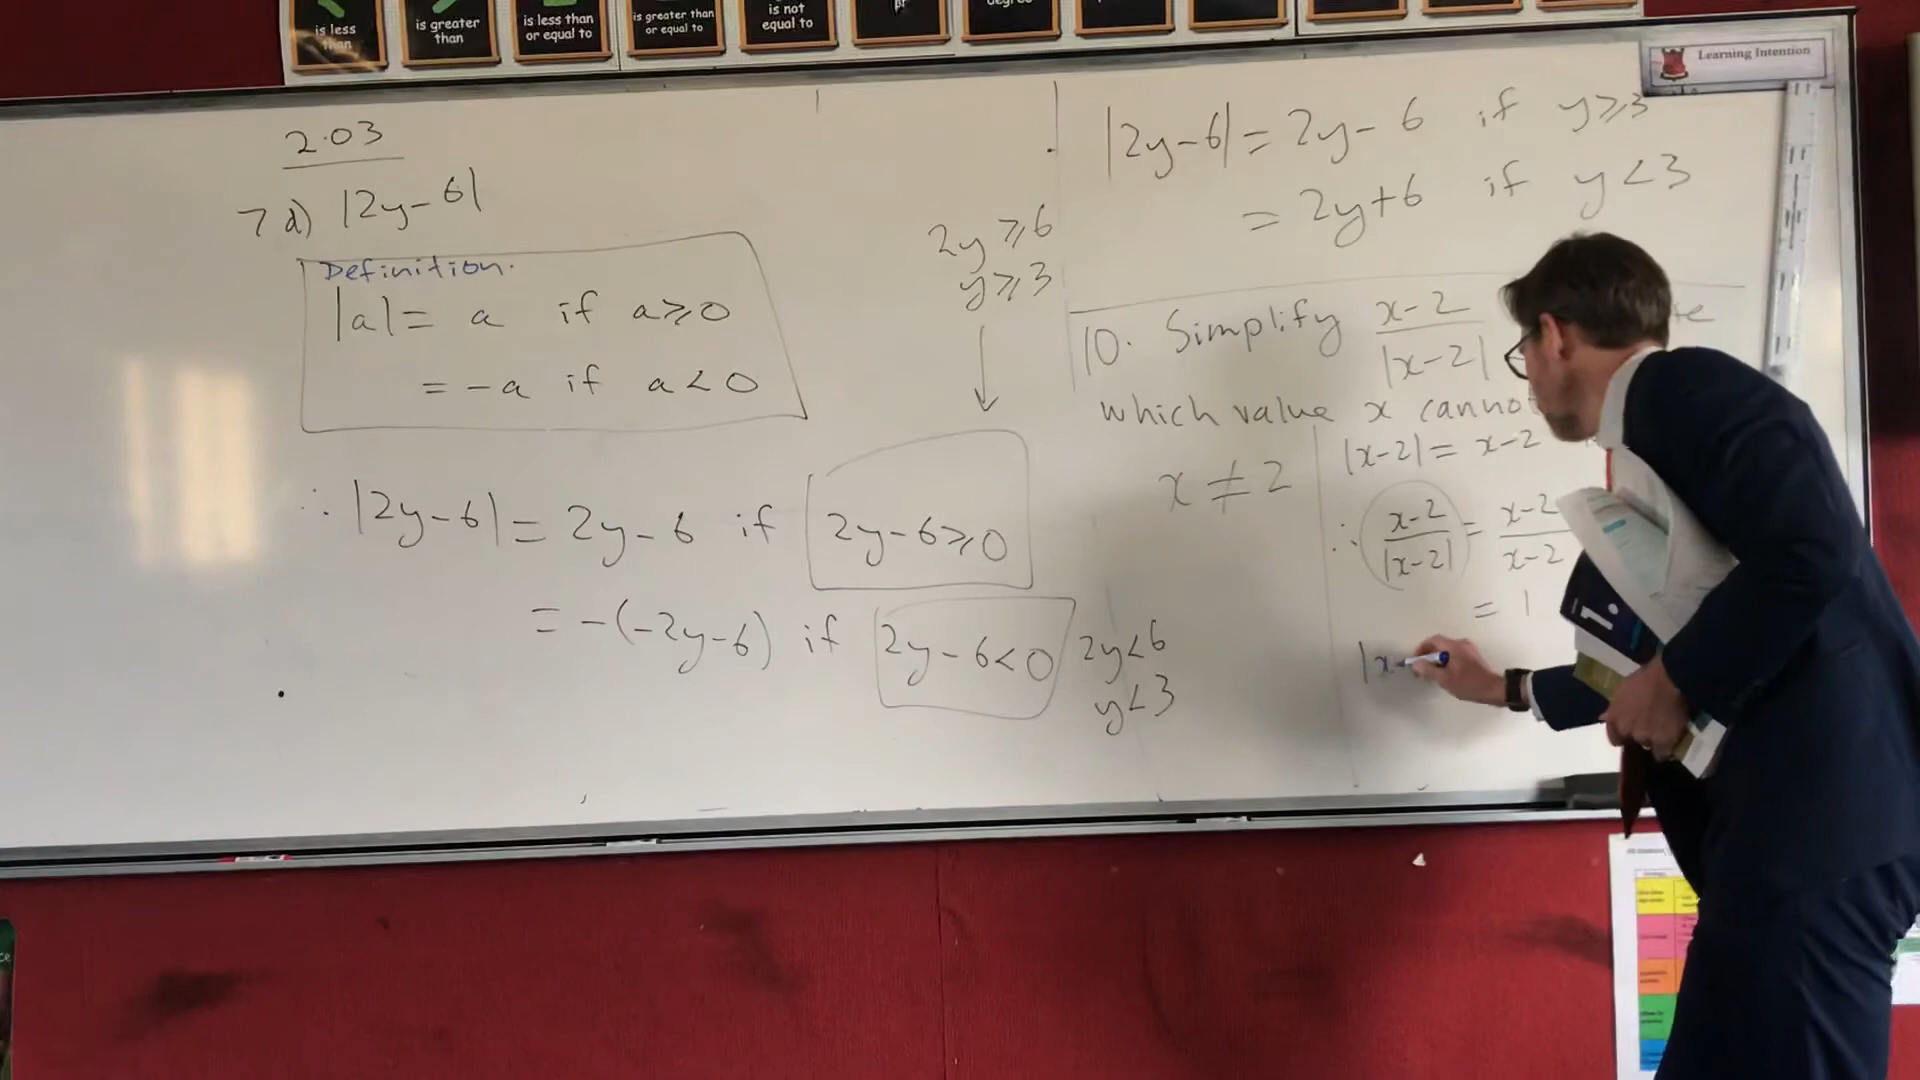 is less than
is greater than
is less than or equal to
is greater than or equal to
is not equal to
Learning Intention
2.03
7 d) |2y-6|
Definition.
|a| = a if a⩾0
= -a if a<0
∴ |2y-6| = 2y-6 if 2y-6⩾0
= -(-2y-6) if 2y-6<0
2y<6
y<3
2y⩾6
y⩾3
|2y-6| = 2y-6 if y⩾3
= 2y+6 if y<3
10. Simplify x-2/|x-2|
which value x
x ≠ 2
|x-2| = x-2
∴ x-2/|x-2| = x-2/x-2
= 1
|x-
1.